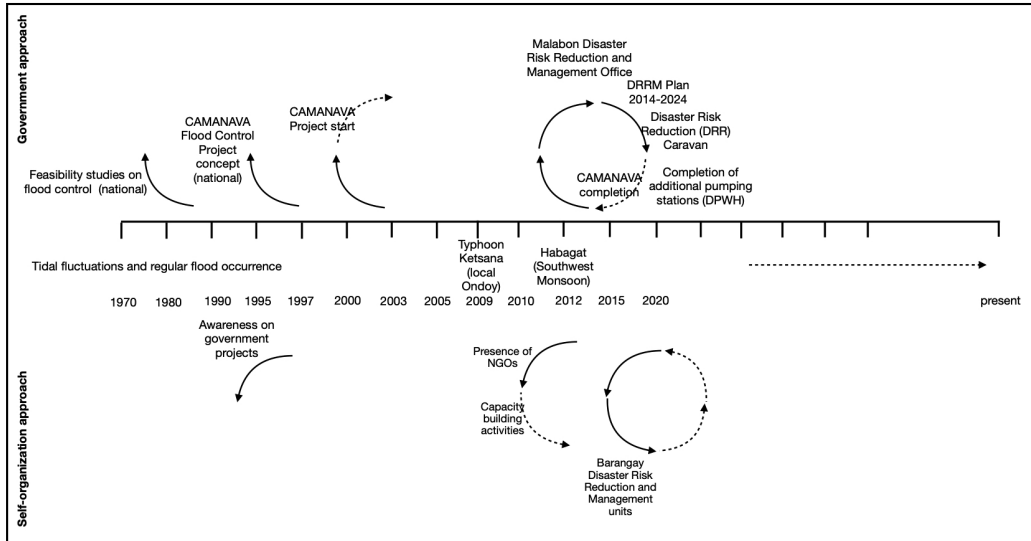 Government approach
Malabon Disaster
Risk Reduction and
Management Office
DRRM Plan
2014-2024
Disaster Risk
Reduction (DRR)
Caravan
CAMANAVA
Project start
CAMANAVA
Flood Control
Project
concept
(national)
Feasibility studies on
flood control (national)
CAMANAVA
completion
Completion of
additional pumping
stations (DPWH)
Tidal fluctuations and regular flood occurrence
Typhoon
Ketsana
(local
Ondoy)
Habagat
(Southwest
Monsoon)
1970 1980 1990 1995 1997 2000 2003 2005 2009 2010 2012 2015 2020 present
Self-organization approach
Awareness on
government
projects
Presence of
NGOs
Capacity
building
activities
Barangay
Disaster Risk
Reduction and
Management
units